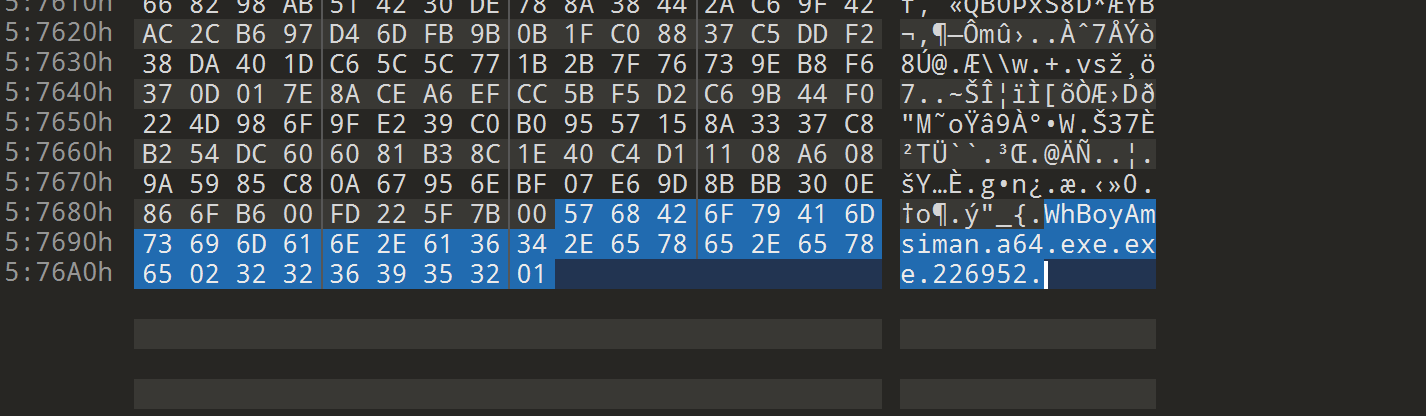 5:7610h 66 82 98 AB 51 42 30 DE 78 8A 38 44 2A C6 9F 42 f‚˜«QB0ÞxŠ8D*ÆŸB
5:7620h AC 2C B6 97 D4 6D FB 9B 0B 1F C0 88 37 C5 DD F2 ¬,¶—Ômû›..Àˆ7ÅÝò
5:7630h 38 DA 40 1D C6 5C 5C 77 1B 2B 7F 76 73 9E B8 F6 8Ú@.Æ\\w.+.vsž¸ö
5:7640h 37 0D 01 7E 8A CE A6 EF CC 5B F5 D2 C6 9B 44 F0 7..~ŠÎ¦ïÌ[õÒÆ›Dð
5:7650h 22 4D 98 6F 9F E2 39 C0 B0 95 57 15 8A 33 37 C8 "M˜oŸâ9À°•W.Š37È
5:7660h B2 54 DC 60 60 81 B3 8C 1E 40 C4 D1 11 08 A6 08 ²TÜ``.³Œ.@ÄÑ..¦.
5:7670h 9A 59 85 C8 0A 67 95 6E BF 07 E6 9D 8B BB 30 0E šY…È.g•n¿.æ.‹»0.
5:7680h 86 6F B6 00 FD 22 5F 7B 00 57 68 42 6F 79 41 6D †o¶.ý"_{.WhBoyAm
5:7690h 73 69 6D 61 6E 2E 61 36 34 2E 65 78 65 2E 65 78 siman.a64.exe.ex
5:76A0h 65 02 32 32 36 39 35 32 01 e.226952.